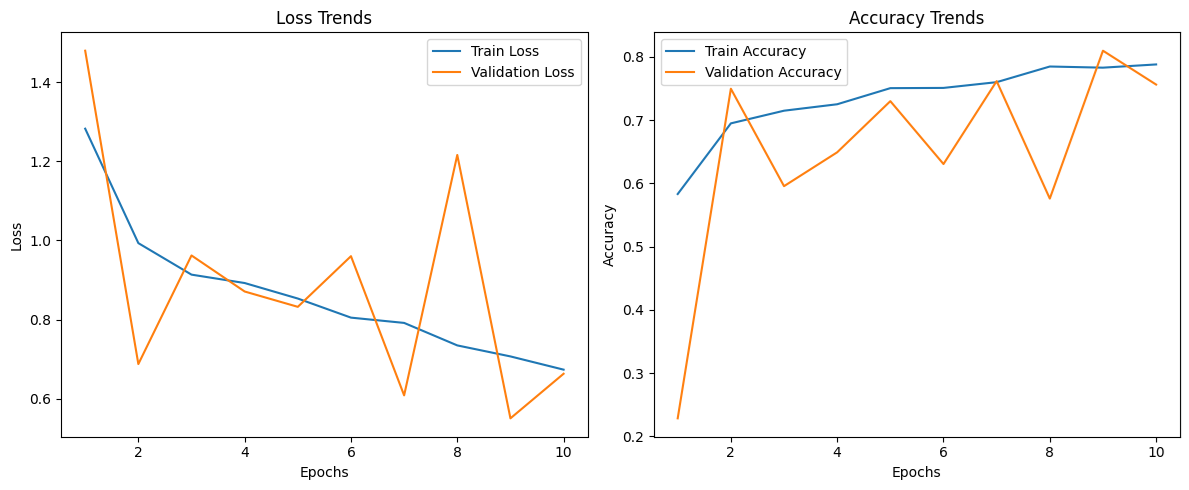 Loss Trends
Train Loss
Validation Loss
1.4
1.2
1.0
0.8
0.6
Loss
2
4
6
8
10
Epochs
Accuracy Trends
Train Accuracy
Validation Accuracy
0.8
0.7
0.6
0.5
0.4
0.3
0.2
Accuracy
2
4
6
8
10
Epochs